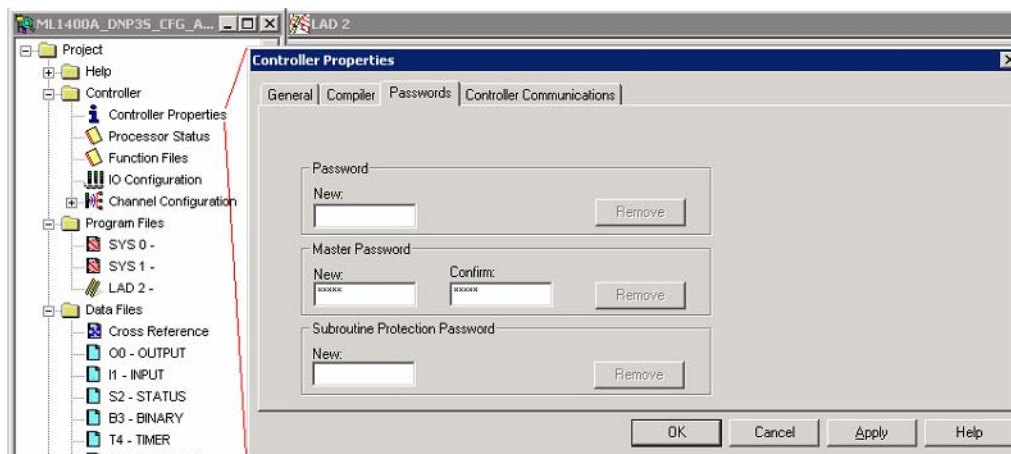 ML1400A_DNP3S_CFG_A...
LAD 2
Project
Help
Controller
Controller Properties
Processor Status
Function Files
IO Configuration
Channel Configuration
Program Files
SYS 0 -
SYS 1 -
LAD 2 -
Data Files
Cross Reference
O0 - OUTPUT
I1 - INPUT
S2 - STATUS
B3 - BINARY
T4 - TIMER
Controller Properties
General
Compiler
Passwords
Controller Communications
Password
New:
Remove
Master Password
New:
Confirm:
*****
*****
Remove
Subroutine Protection Password
New:
Remove
OK
Cancel
Apply
Help